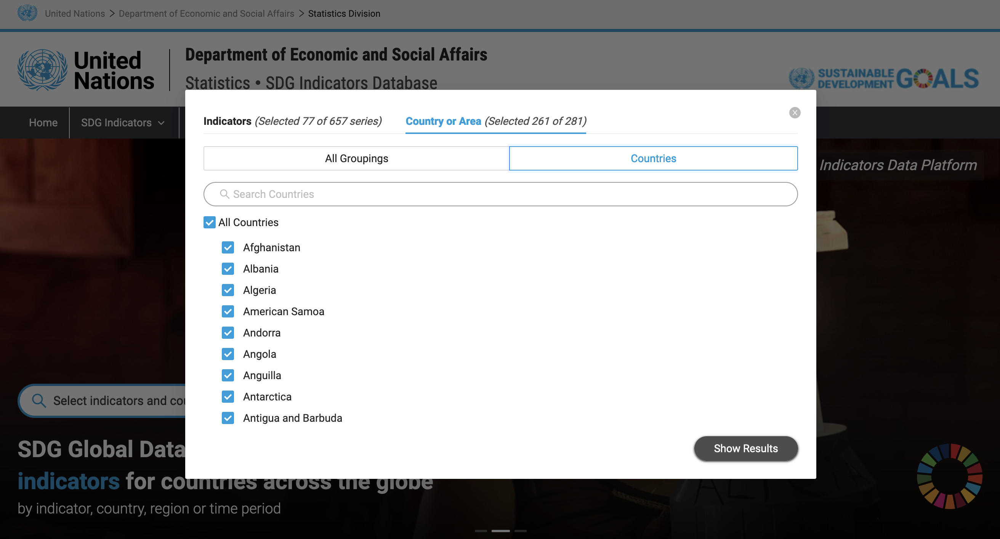 United Nations > Department of Economic and Social Affairs > Statistics Division
United
Nations
Department of Economic and Social Affairs
Statistics • SDG Indicators Database
SUSTAINABLE
DEVELOPMENT
GOALS
Home
SDG Indicators
Indicators (Selected 77 of 657 series)
Country or Area (Selected 261 of 281)
All Groupings
Countries
Indicators Data Platform
Search Countries
All Countries
Afghanistan
Albania
Algeria
American Samoa
Andorra
Angola
Anguilla
Antarctica
Antigua and Barbuda
Select indicators and cou
Show Results
SDG Global Data
indicators for countries across the globe
by indicator, country, region or time period